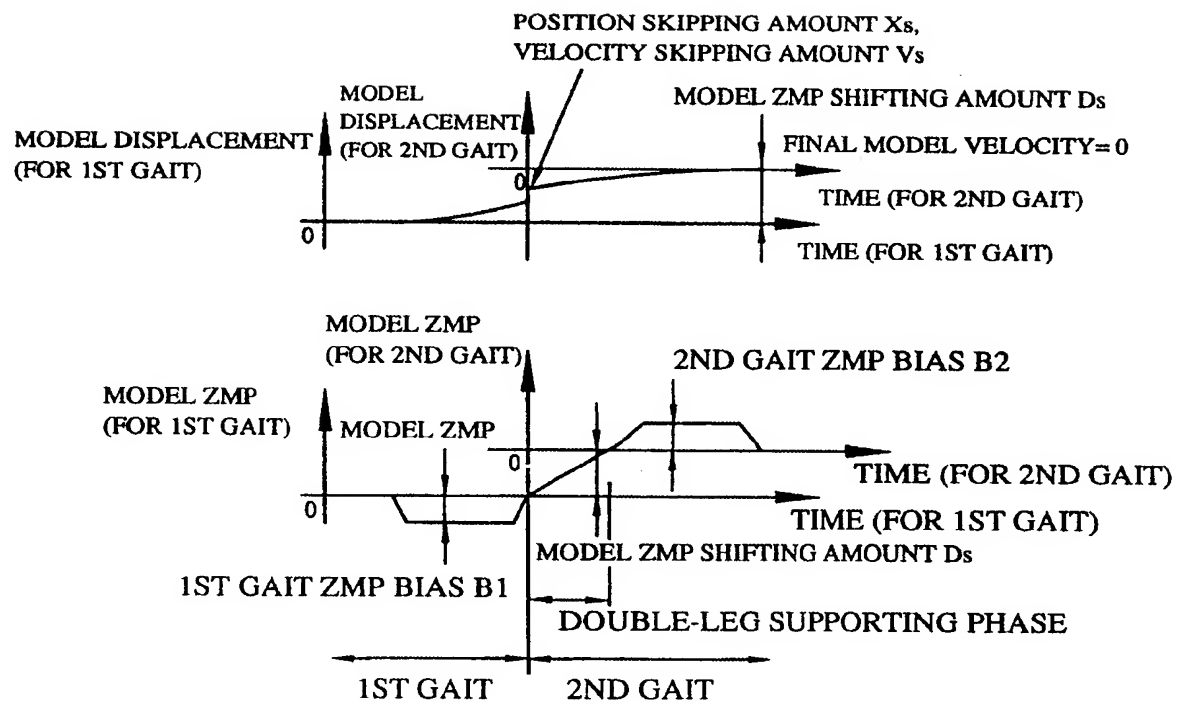 POSITION SKIPPING AMOUNT Xs,
VELOCITY SKIPPING AMOUNT Vs
MODEL
DISPLACEMENT
(FOR 2ND GAIT)
MODEL ZMP SHIFTING AMOUNT Ds
MODEL DISPLACEMENT
(FOR 1ST GAIT)
FINAL MODEL VELOCITY=0
0
TIME (FOR 2ND GAIT)
0
TIME (FOR 1ST GAIT)
MODEL ZMP
(FOR 2ND GAIT)
2ND GAIT ZMP BIAS B2
MODEL ZMP
(FOR 1ST GAIT)
MODEL ZMP
0
TIME (FOR 2ND GAIT)
0
TIME (FOR 1ST GAIT)
MODEL ZMP SHIFTING AMOUNT Ds
1ST GAIT ZMP BIAS B1
DOUBLE-LEG SUPPORTING PHASE
1ST GAIT
2ND GAIT